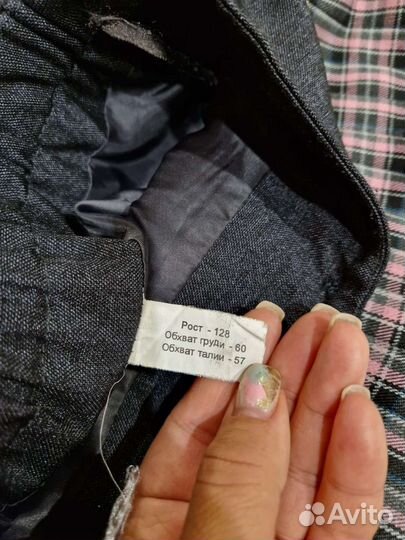 Рост - 128
Обхват груди - 60
Обхват талии - 57
Avito